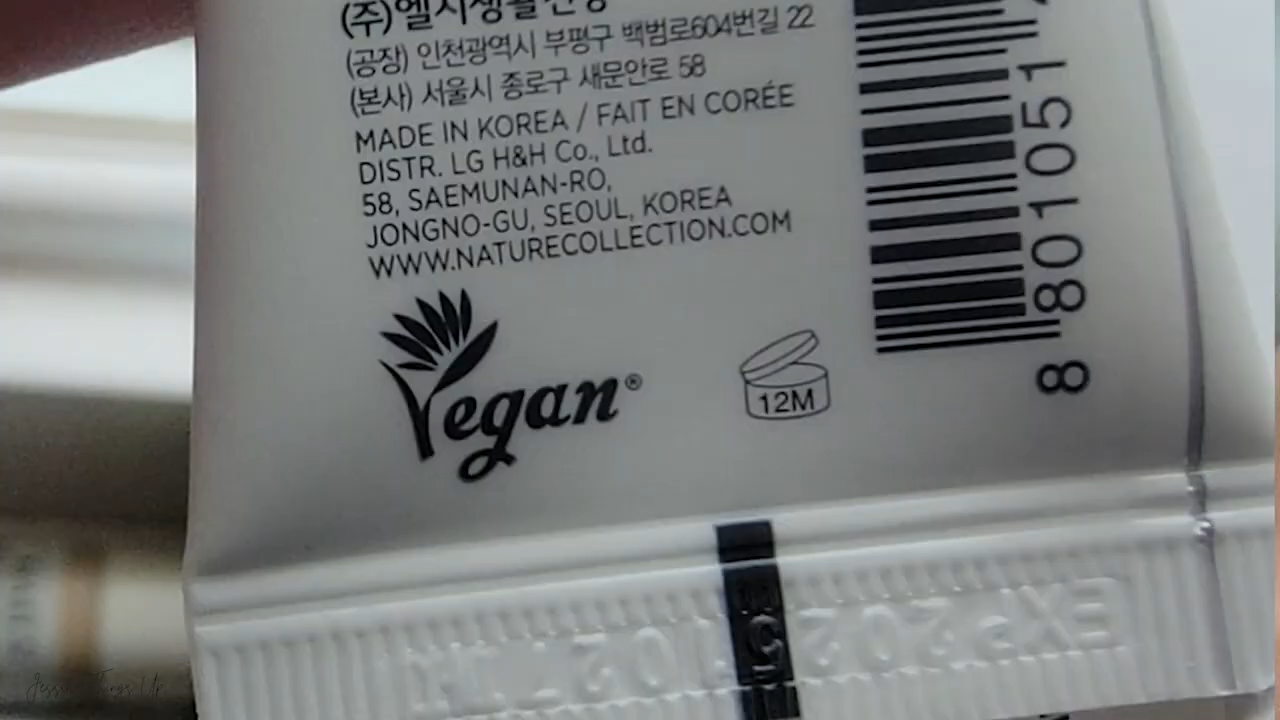 (주)엘지생활건강
(공장) 인천광역시 부평구 백범로604번길 22
(본사) 서울시 종로구 새문안로 58
MADE IN KOREA / FAIT EN CORÉE
DISTR. LG H&H Co., Ltd.
58, SAEMUNAN-RO,
JONGNO-GU, SEOUL, KOREA
WWW.NATURECOLLECTION.COM
Vegan®
12M
8 801051